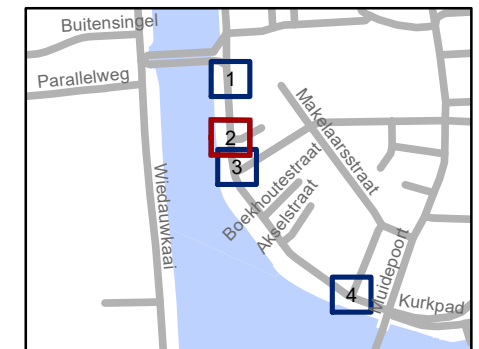 Buitensingel
Parallelweg
1
2
3
Makelaarsstraat
Boekhoutestraat
Akselstraat
Wiedauwkaai
4
Muidepoort
Kurkpad